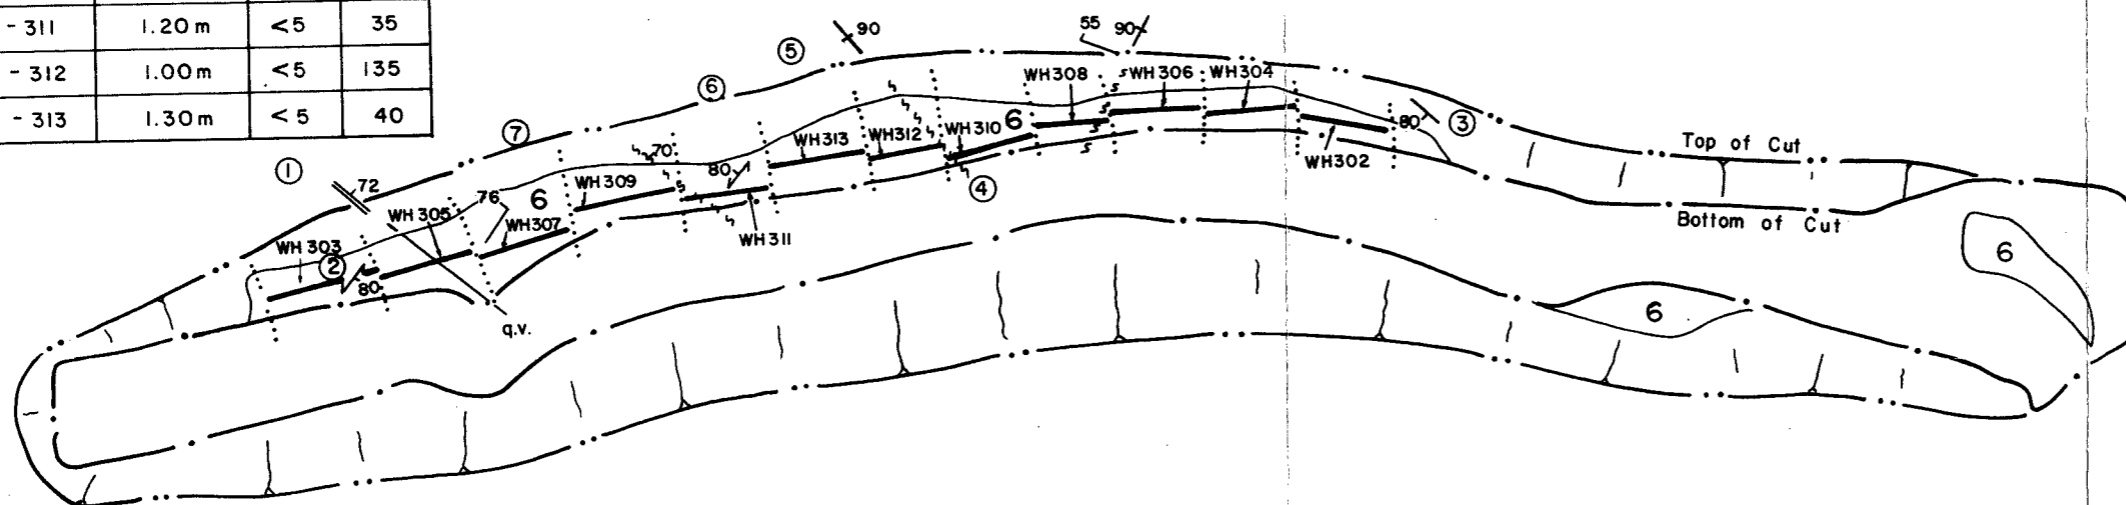 - 311 1.20 m <5 35
- 312 1.00 m <5 135
- 313 1.30 m <5 40
55 90
90
5
6
WH308 WH306 WH304
7
WH313 WH312 WH310 6
80 3
Top of Cut
1
70
WH302
72
WH309
80
4
76 6
WH305
WH307
WH311
Bottom of Cut
WH303
2
80
6
q.v.
6